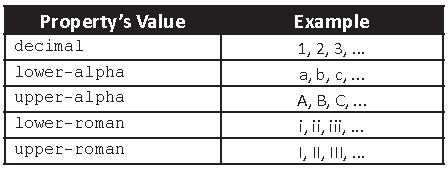 Property’s Value Example
decimal 1, 2, 3, ...
lower-alpha a, b, c, ...
upper-alpha A, B, C, ...
lower-roman i, ii, iii, ...
upper-roman I, II, III, ...